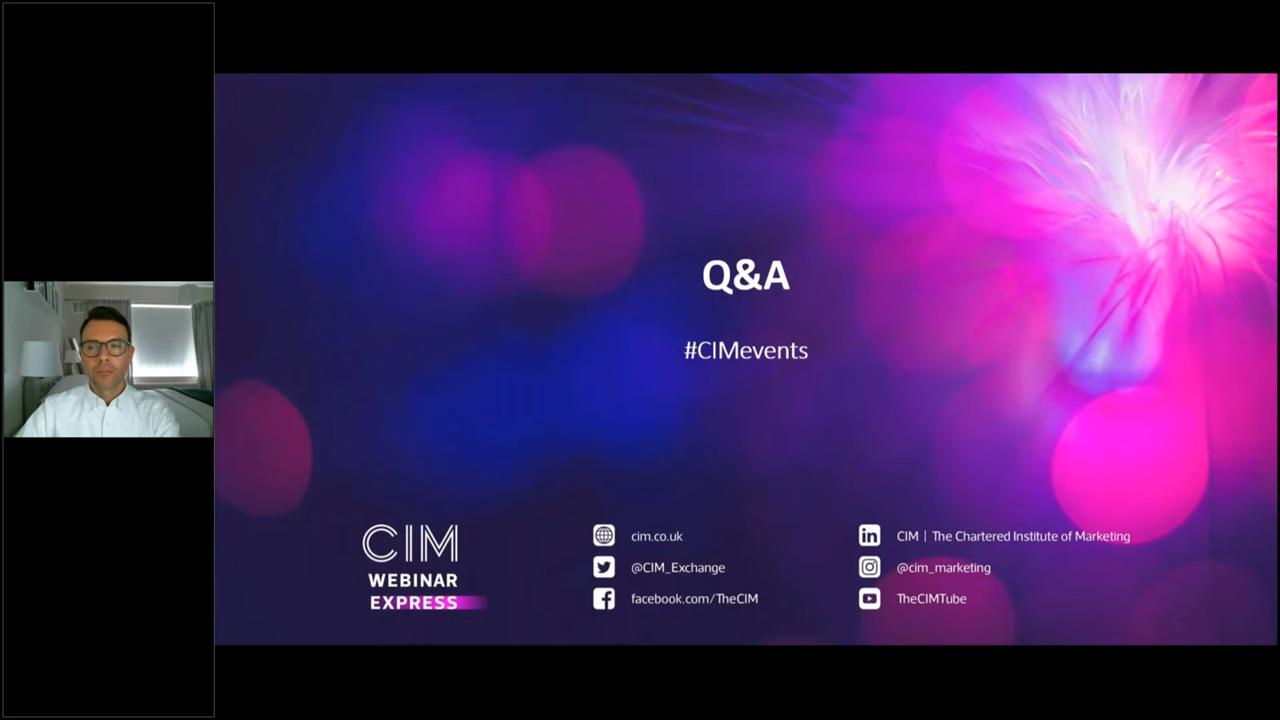 Q&A
#CIMevents
CIM
WEBINAR
EXPRESS
cim.co.uk
@CIM_Exchange
facebook.com/TheCIM
CIM | The Chartered Institute of Marketing
@cim_marketing
TheCIMTube